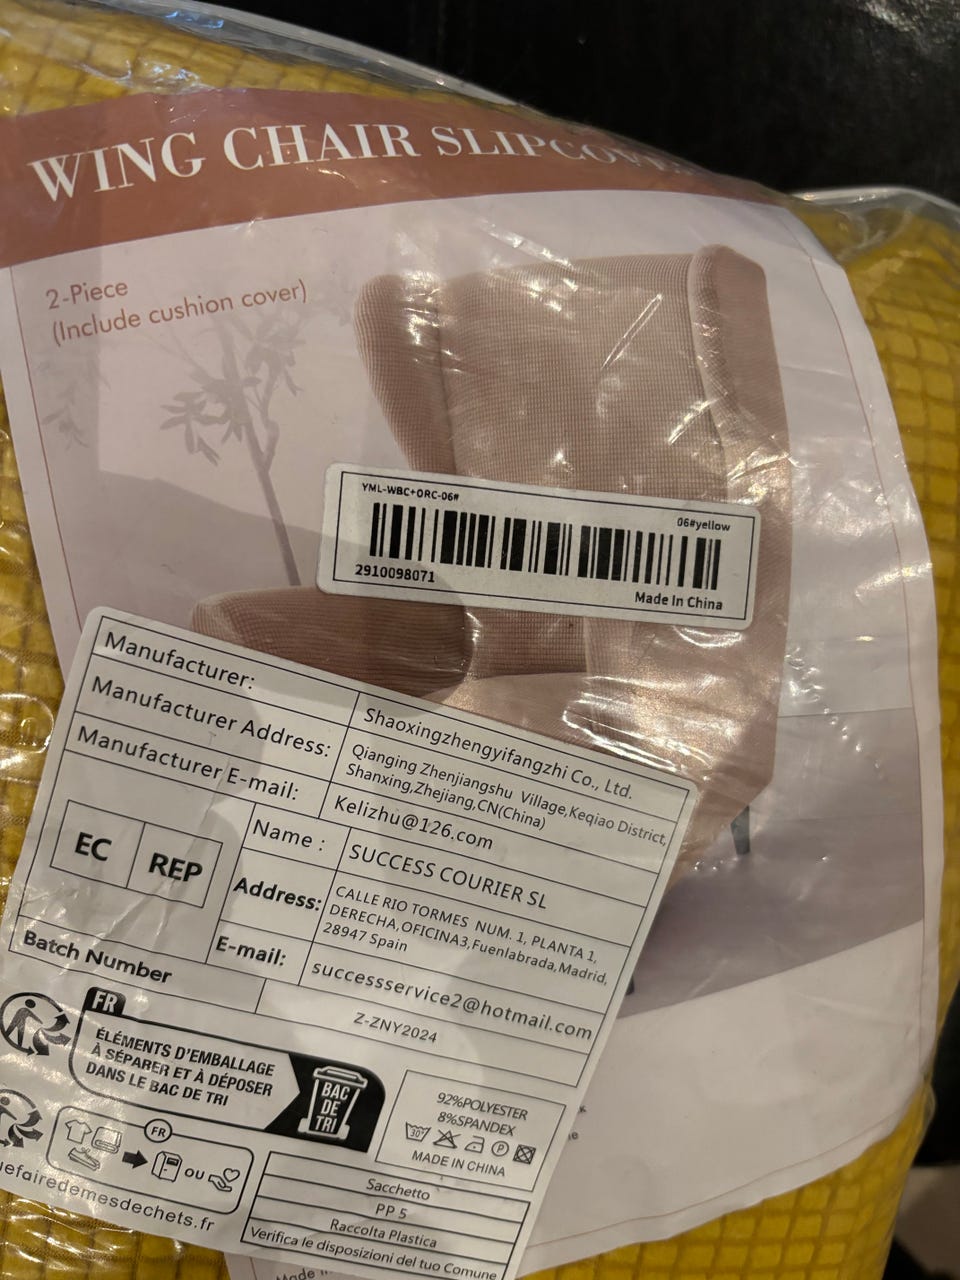 WING CHAIR SLIPCOVE
2-Piece
(Include cushion cover)
YML-WBC+ORC-06#
06#yellow
2910098071
Made In China
Manufacturer:
Shaoxingzhengyifangzhi Co., Ltd.
Manufacturer Address:
Qianging Zhenjiangshu Village,Keqiao District,
Shanxing,Zhejiang,CN(China)
Manufacturer E-mail:
Kelizhu@126.com
EC REP
Name :
SUCCESS COURIER SL
Address:
CALLE RIO TORMES NUM. 1, PLANTA 1,
DERECHA,OFICINA3,Fuenlabrada,Madrid,
28947 Spain
E-mail:
successservice2@hotmail.com
Batch Number
Z-ZNY2024
FR
ÉLÉMENTS D'EMBALLAGE
À SÉPARER ET À DÉPOSER
DANS LE BAC DE TRI
BAC
DE
TRI
92%POLYESTER
8%SPANDEX
30°
P
MADE IN CHINA
FR
ou
uefairedemesdechets.fr
Sacchetto
PP 5
Raccolta Plastica
Verifica le disposizioni del tuo Comune
Made